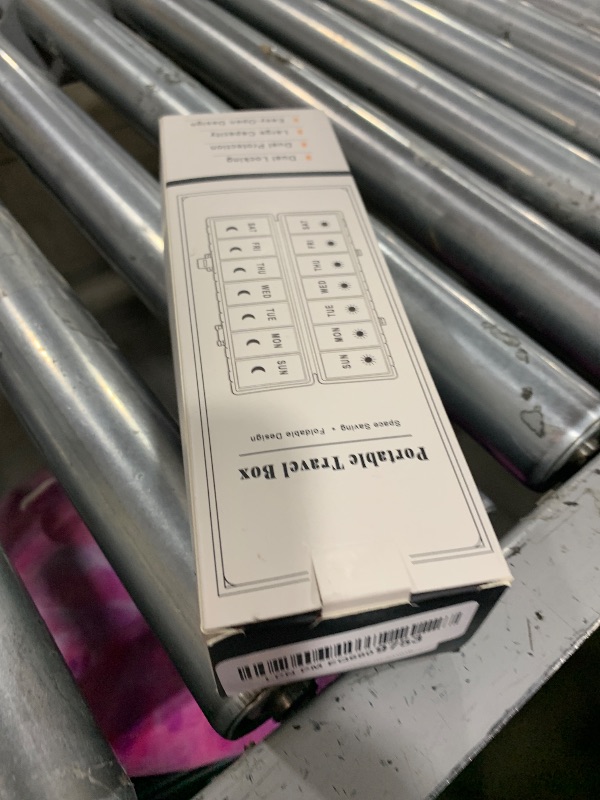 Portable Travel Box
Space Saving • Foldable Design
SUN
MON
TUE
WED
THU
FRI
SAT
SUN
MON
TUE
WED
THU
FRI
SAT
Dual Locking
Dual Protection
Large Capacity
Easy Open Design
9753